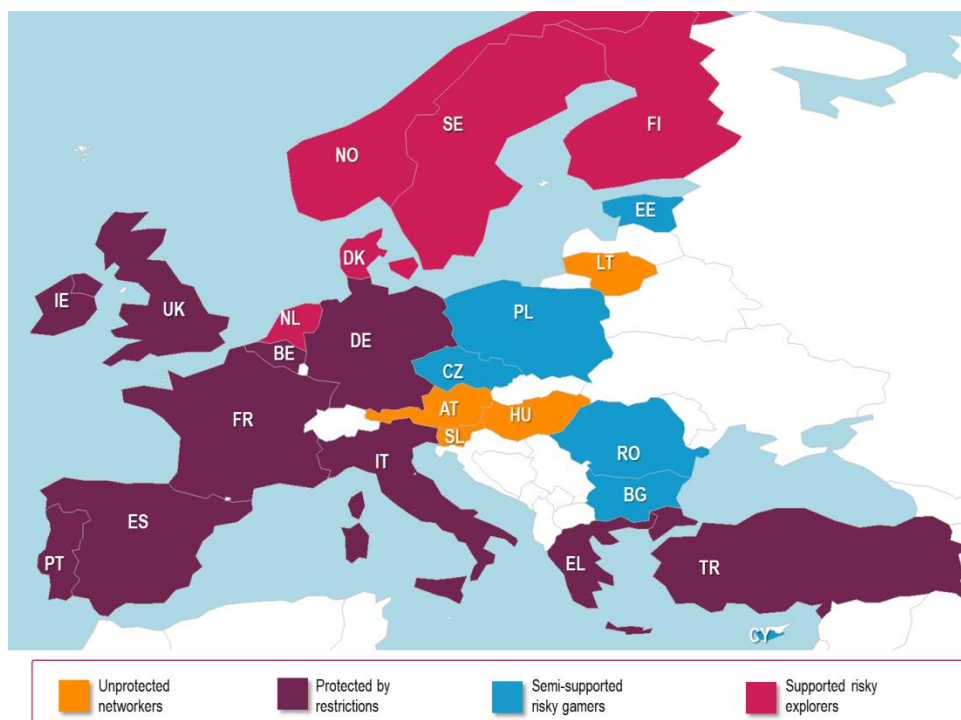 SE
FI
NO
EE
DK
LT
IE
UK
NL
PL
DE
BE
CZ
AT
HU
FR
SL
IT
RO
BG
ES
PT
EL
TR
CY
Unprotected
networkers
Protected by
restrictions
Semi-supported
risky gamers
Supported risky
explorers